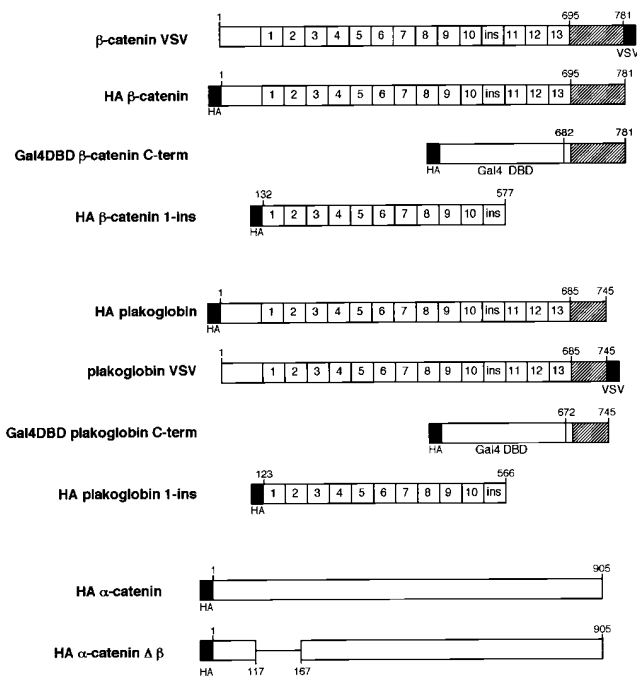 695 781
β-catenin VSV 1 2 3 4 5 6 7 8 9 10 ins 11 12 13
VSV
1 695 781
HA β-catenin 1 2 3 4 5 6 7 8 9 10 ins 11 12 13
HA
682 781
Gal4DBD β-catenin C-term
HA Gal4 DBD
132 577
HA β-catenin 1-ins 1 2 3 4 5 6 7 8 9 10 ins
HA
1 685 745
HA plakoglobin 1 2 3 4 5 6 7 8 9 10 ins 11 12 13
HA
1 685 745
plakoglobin VSV 1 2 3 4 5 6 7 8 9 10 ins 11 12 13
VSV
672 745
Gal4DBD plakoglobin C-term
HA Gal4 DBD
123 566
HA plakoglobin 1-ins 1 2 3 4 5 6 7 8 9 10 ins
HA
1 905
HA α-catenin
HA
1 905
HA α-catenin Δ β
HA 117 167